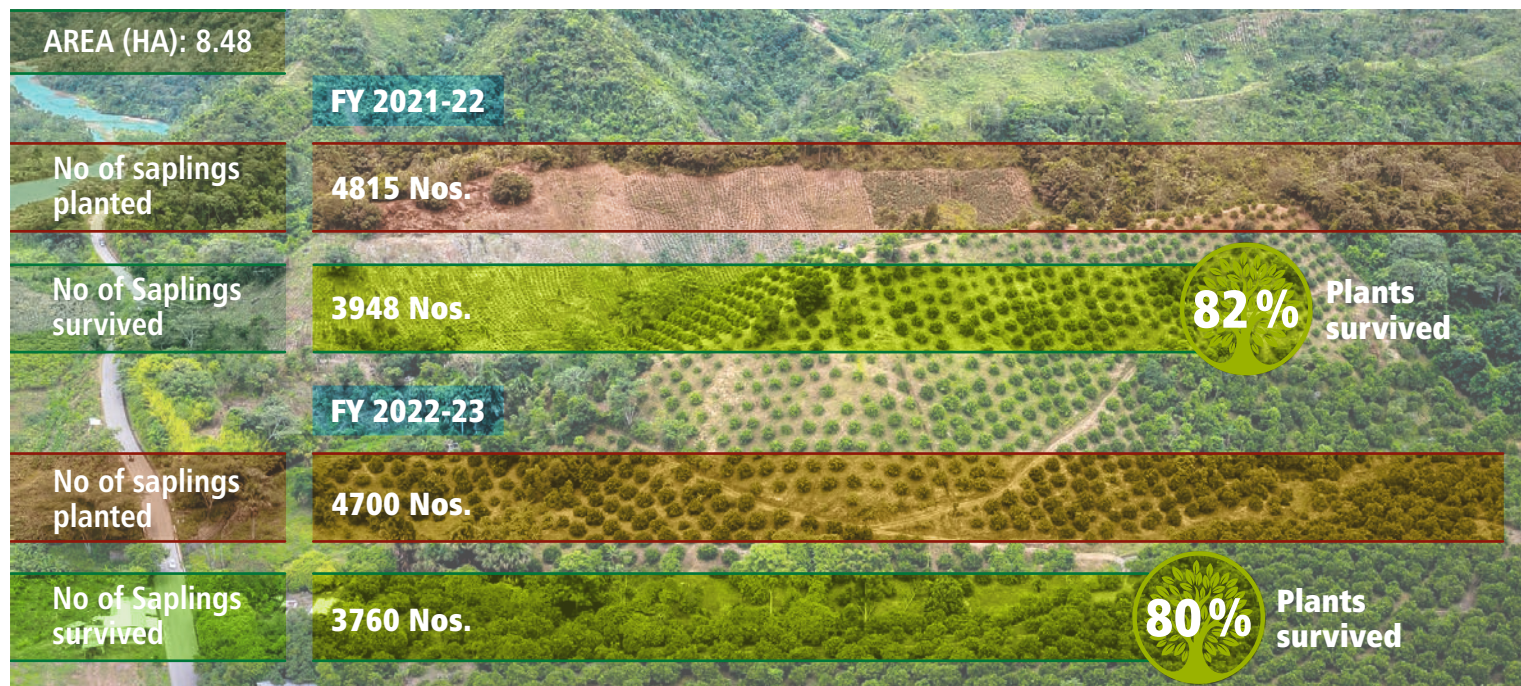 AREA (HA): 8.48
FY 2021-22
No of saplings
planted
4815 Nos.
No of Saplings
survived
3948 Nos.
82 %
Plants
survived
FY 2022-23
No of saplings
planted
4700 Nos.
No of Saplings
survived
3760 Nos.
80 %
Plants
survived